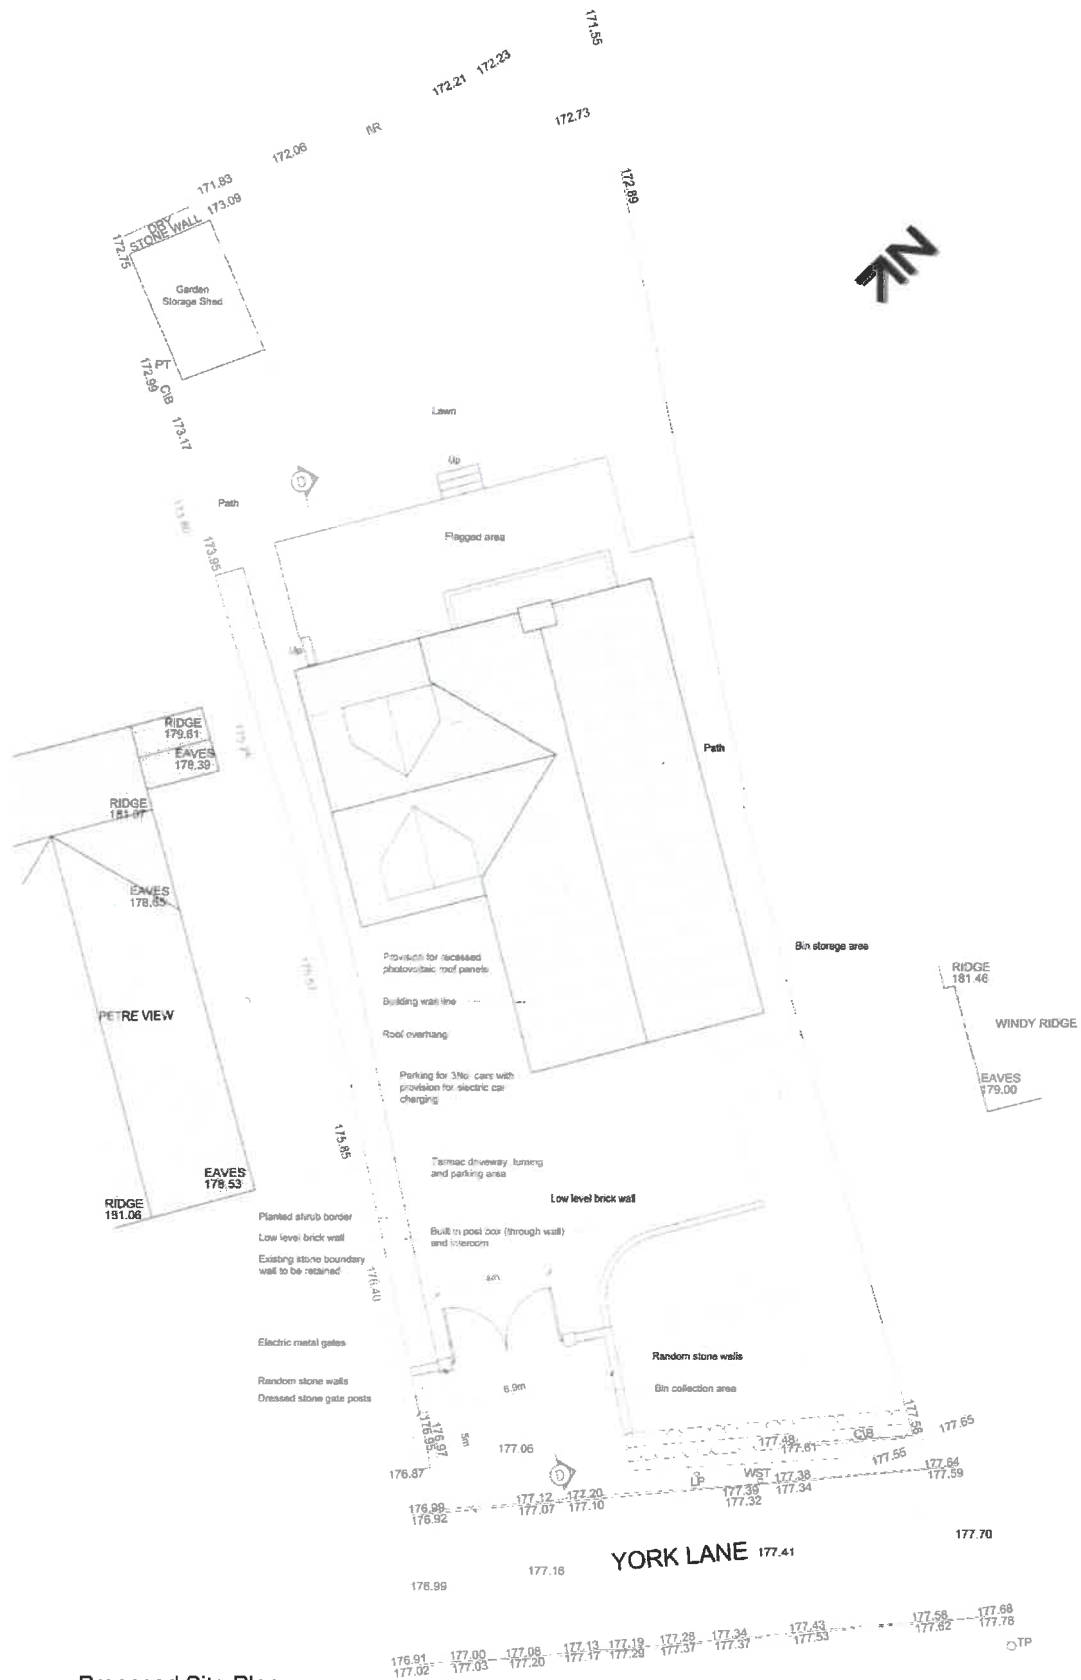 171.55
172.21 172.23
172.73
IVR
172.06
172.89
171.83
173.09
DRY
STONE WALL
172.75
N
Garden
Storage Shed
PT
172.99
C\B
173.17
Lawn
Up
Path
173.80
Flagged area
173.95
Up
RIDGE
179.61
EAVES
178.39
Path
RIDGE
181.07
EAVES
178.65
Bin storage area
Provision for recessed
photovoltaic roof panels
RIDGE
181.46
Building wall line
PETRE VIEW
WINDY RIDGE
Roof overhang
Parking for 3No. cars with
provision for electric car
charging
EAVES
179.00
175.85
Tarmac driveway, turning
and parking area
EAVES
178.53
RIDGE
181.06
Low level brick wall
Planted shrub border
Low level brick wall
Built in post box (through wall)
and intercom
Existing stone boundary
wall to be retained
176.40
4m
Electric metal gates
Random stone walls
Random stone walls
6.9m
Bin collection area
Dressed stone gate posts
176.97
176.95
5m
177.06
177.48
177.61
C\B
177.56
177.65
176.87
G
LP
WST
177.38
177.34
177.55
177.64
177.59
176.99
176.92
177.12 177.20
177.07 177.10
177.39
177.32
YORK LANE 177.41
177.70
177.16
176.99
176.91 177.00 177.08 177.13 177.19 177.28 177.34 177.43 177.58 177.68
177.02 177.03 177.20 177.17 177.29 177.37 177.37 177.53 177.62 177.78
TP
Proposed Site Plan